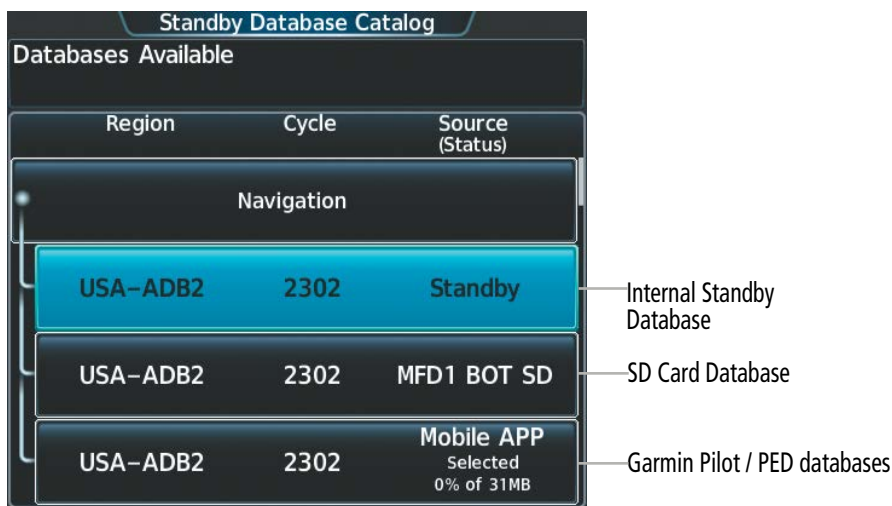 Standby Database Catalog
Databases Available
Region Cycle Source
(Status)
Navigation
USA-ADB2 2302 Standby
Internal Standby
Database
USA-ADB2 2302 MFD1 BOT SD
SD Card Database
Mobile APP
USA-ADB2 2302 Selected
0% of 31MB
Garmin Pilot / PED databases